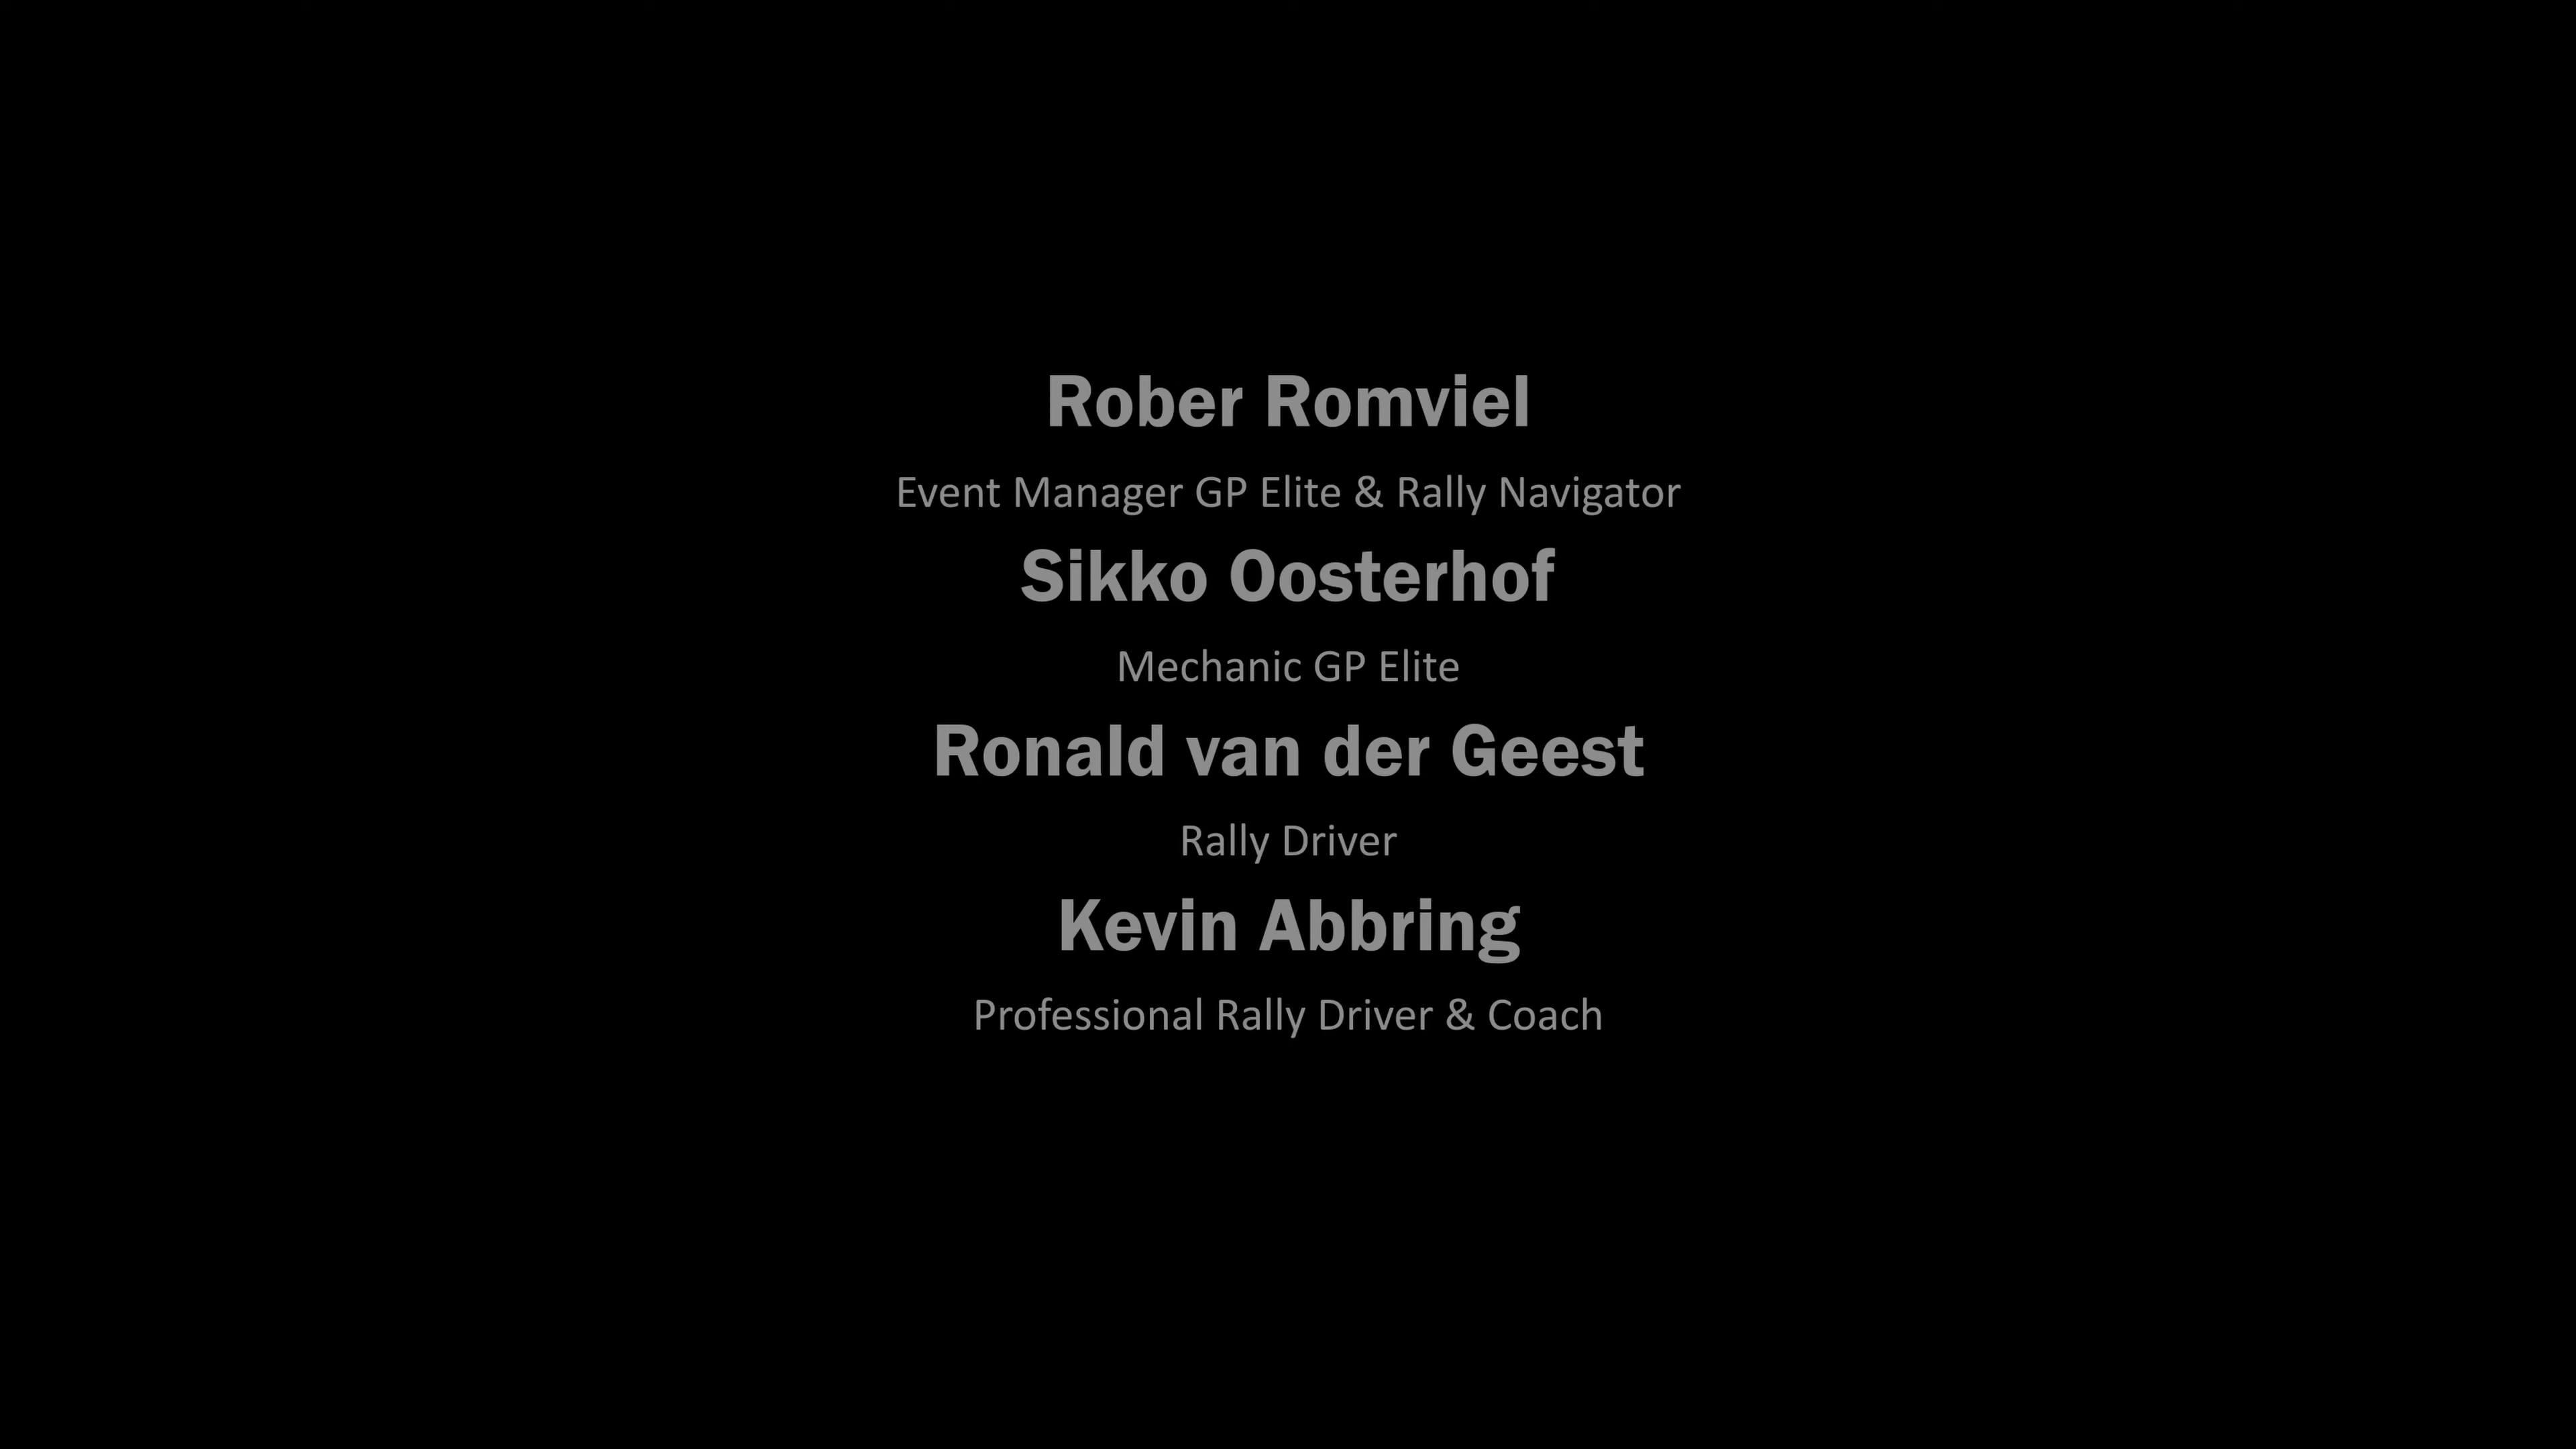 Rober Romviel
Event Manager GP Elite & Rally Navigator
Sikko Oosterhof
Mechanic GP Elite
Ronald van der Geest
Rally Driver
Kevin Abbring
Professional Rally Driver & Coach